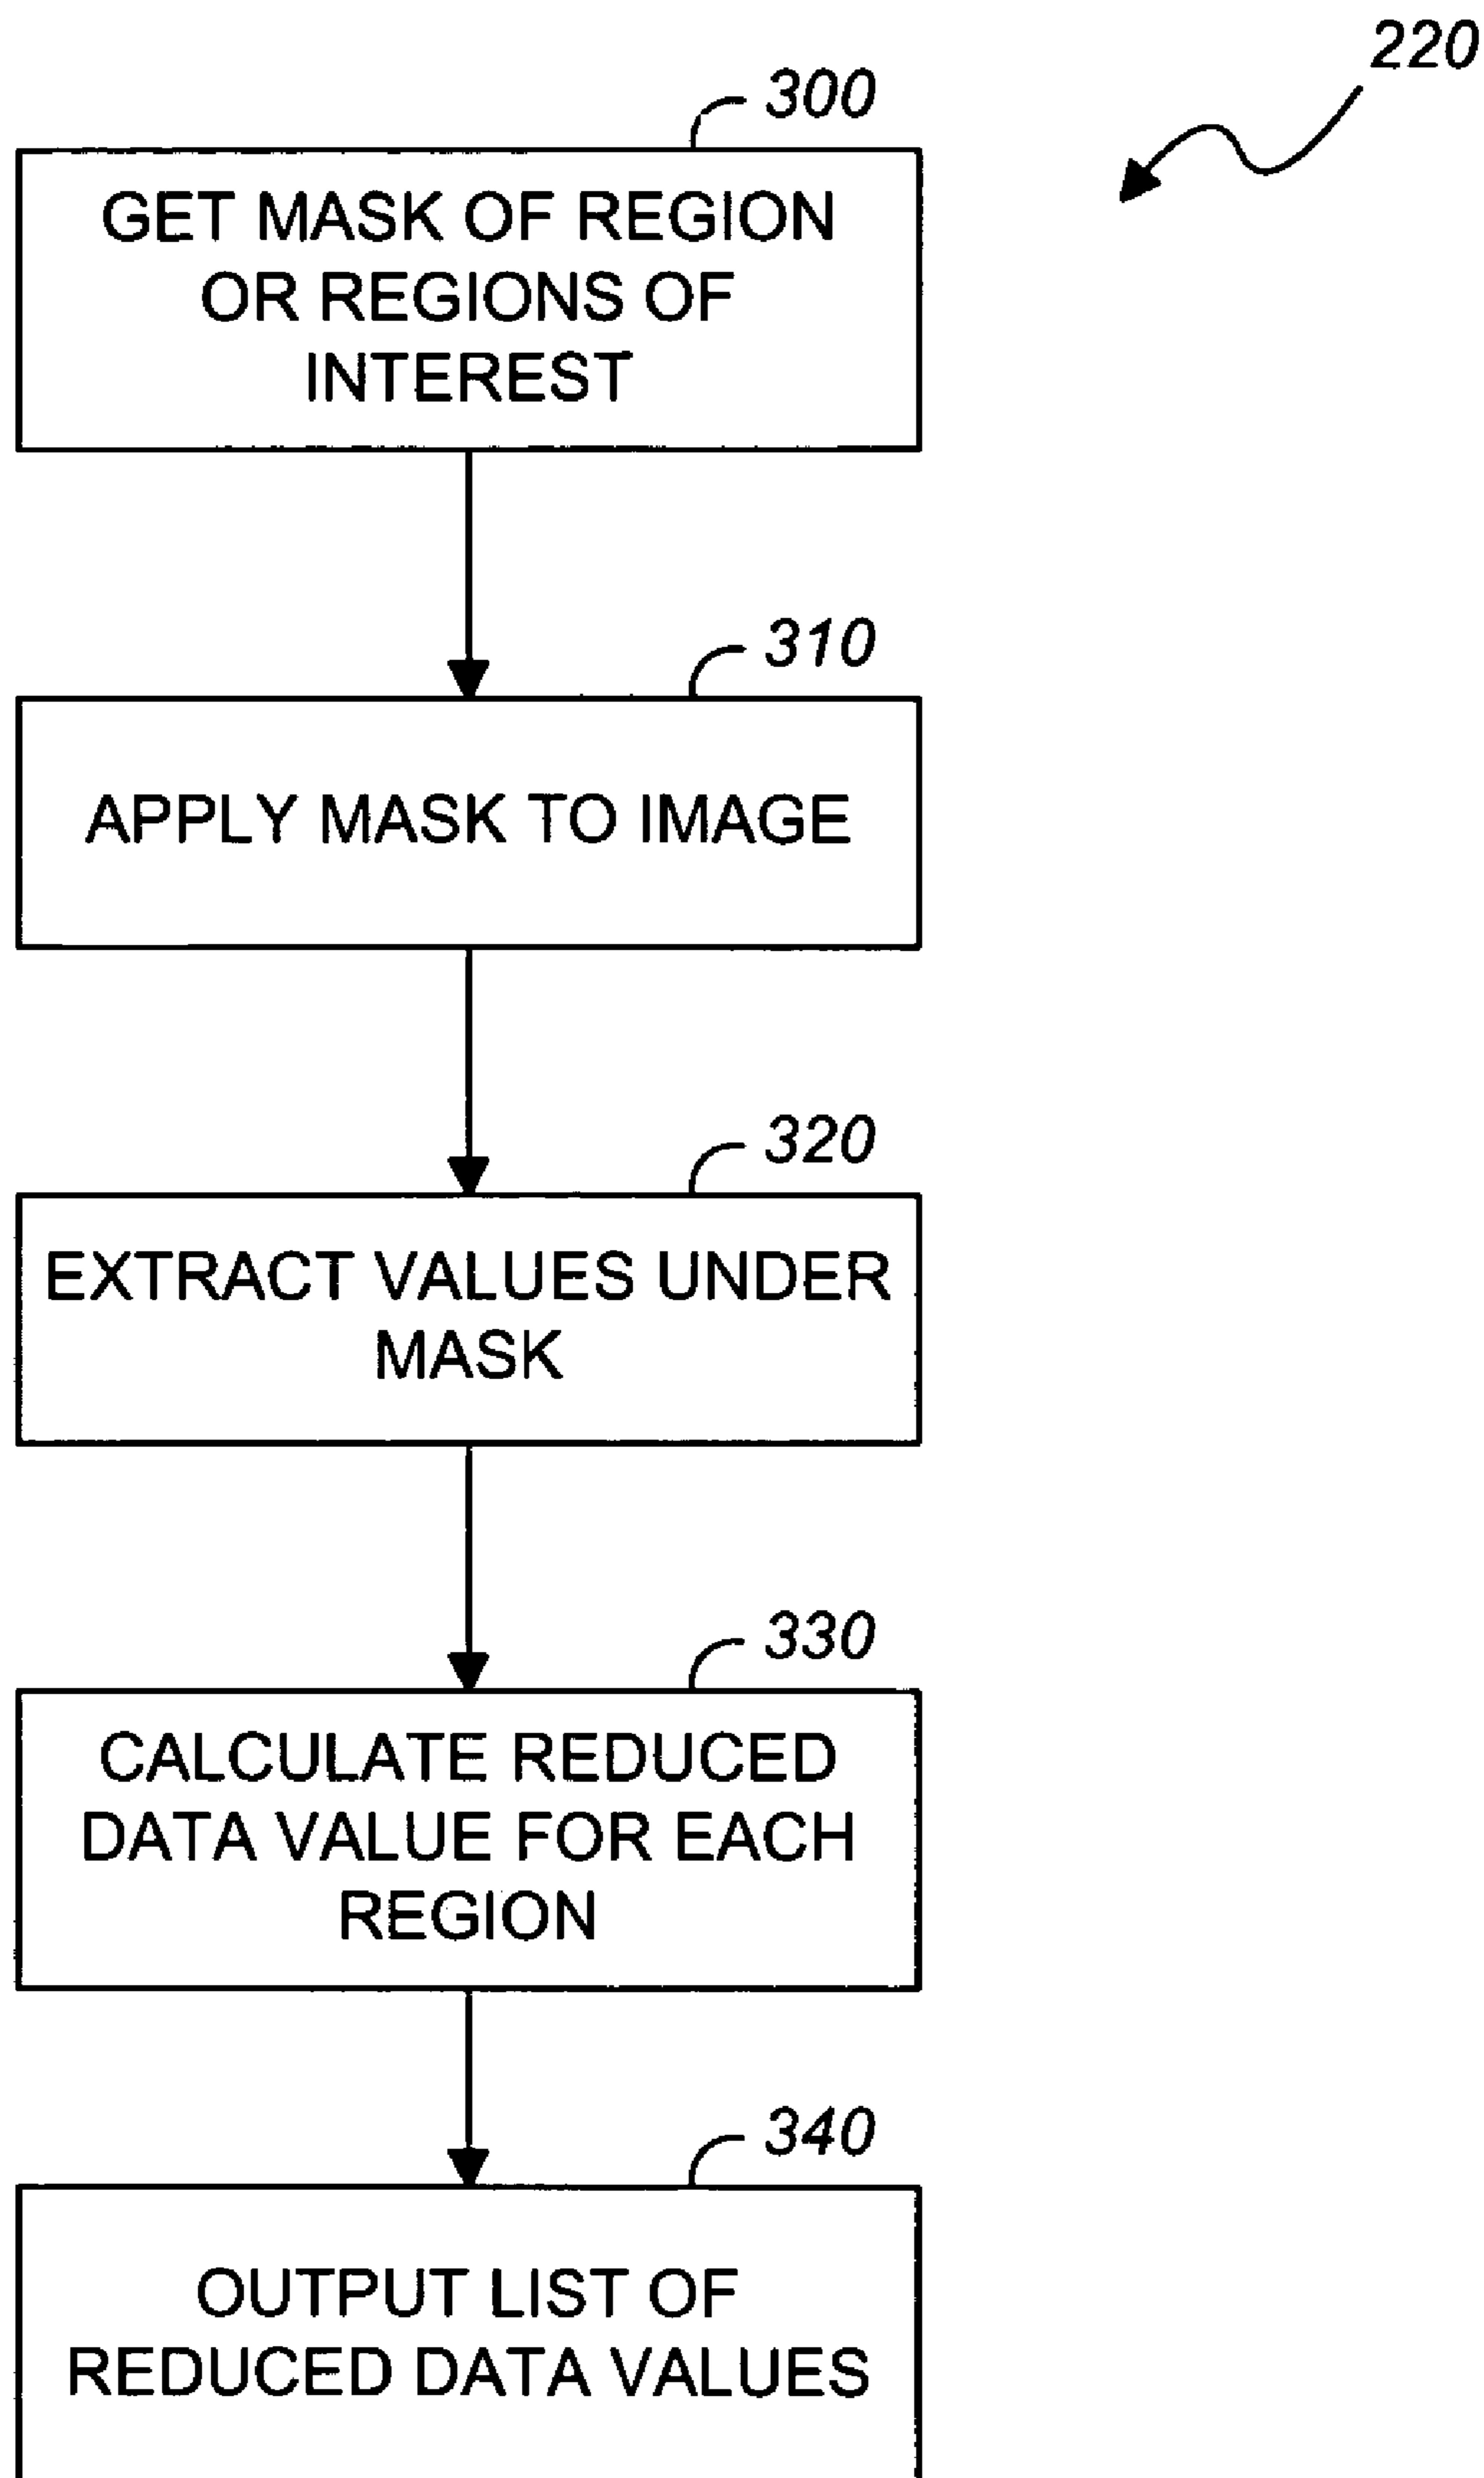 220
300
GET MASK OF REGION
OR REGIONS OF
INTEREST
310
APPLY MASK TO IMAGE
320
EXTRACT VALUES UNDER
MASK
330
CALCULATE REDUCED
DATA VALUE FOR EACH
REGION
340
OUTPUT LIST OF
REDUCED DATA VALUES